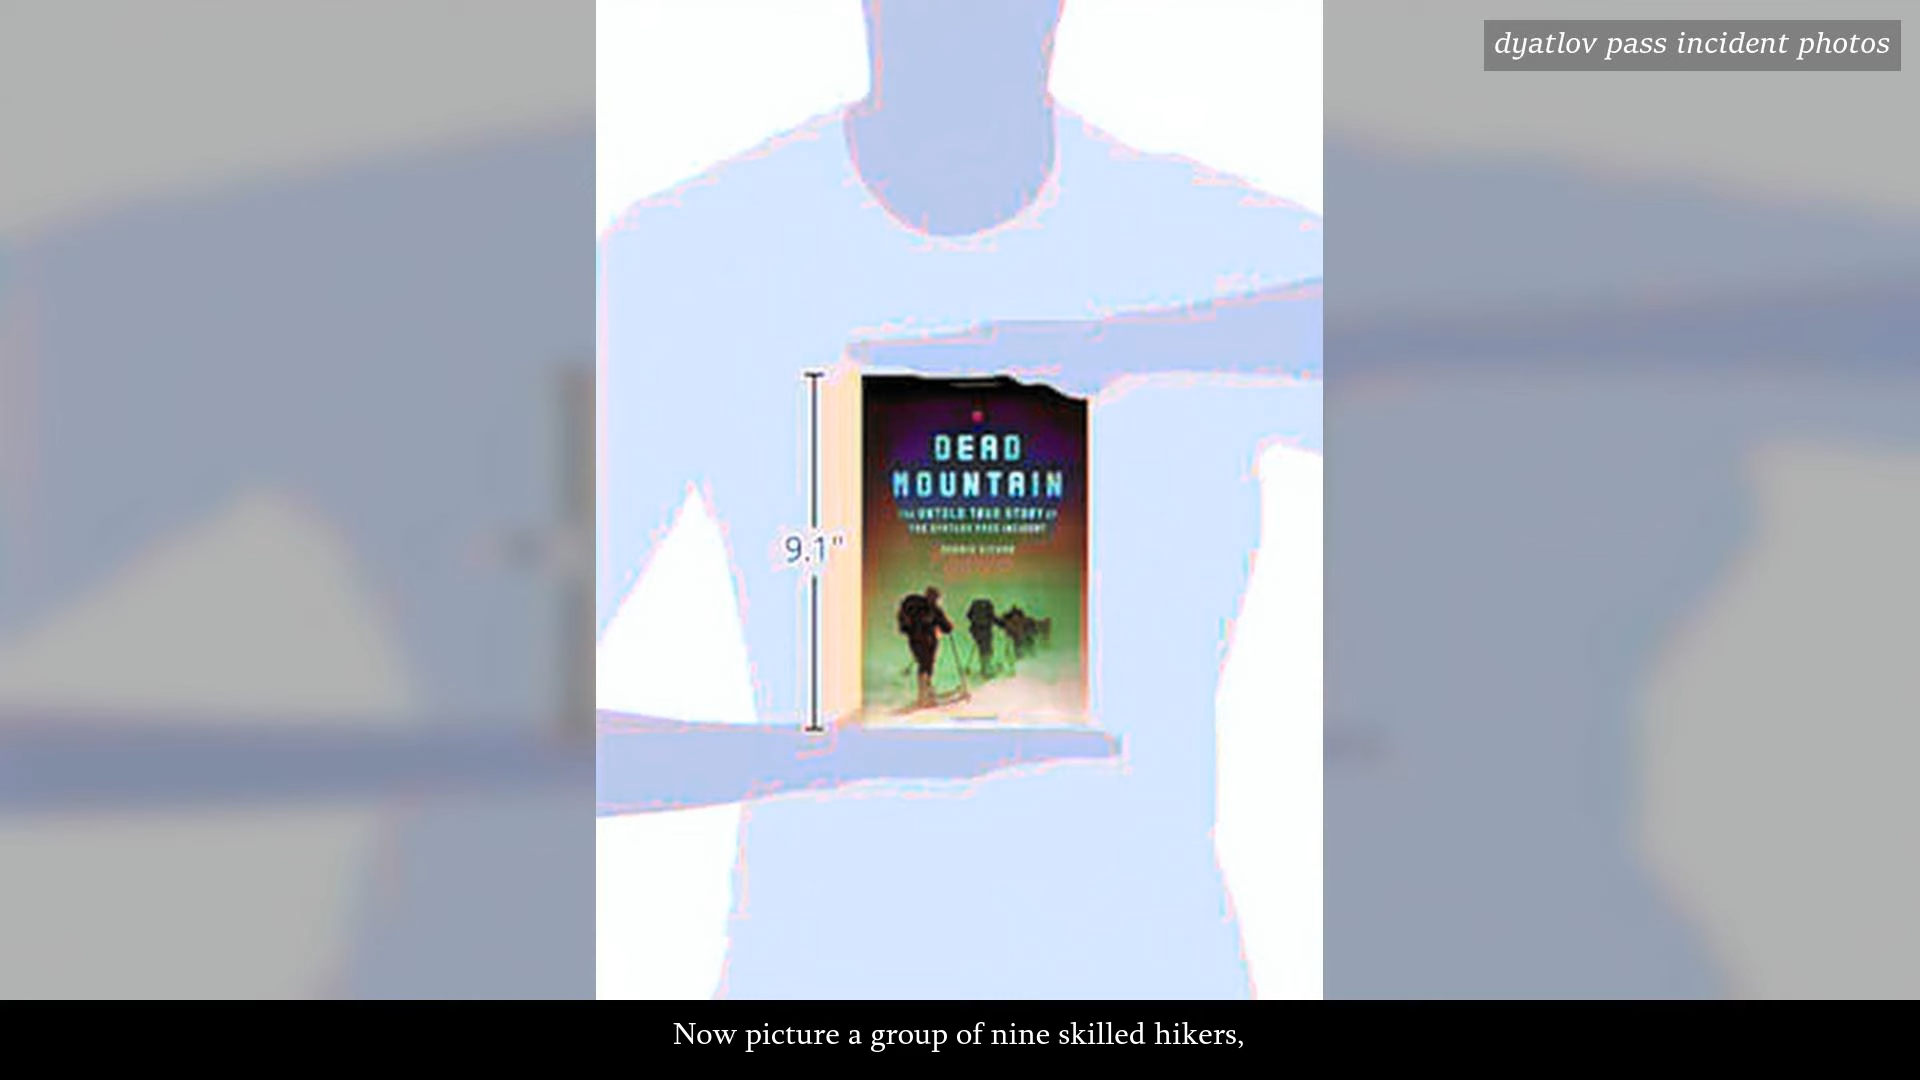 dyatlov pass incident photos
DEAD
MOUNTAIN
THE UNTOLD TRUE STORY OF
THE DYATLOV PASS INCIDENT
9.1"
Now picture a group of nine skilled hikers,